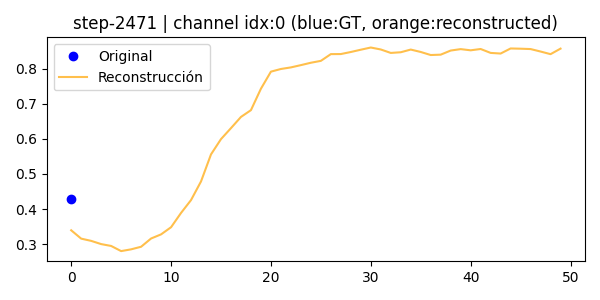 step-2471 | channel idx:0 (blue:GT, orange:reconstructed)
Original
Reconstrucción
0.8
0.7
0.6
0.5
0.4
0.3
0 10 20 30 40 50